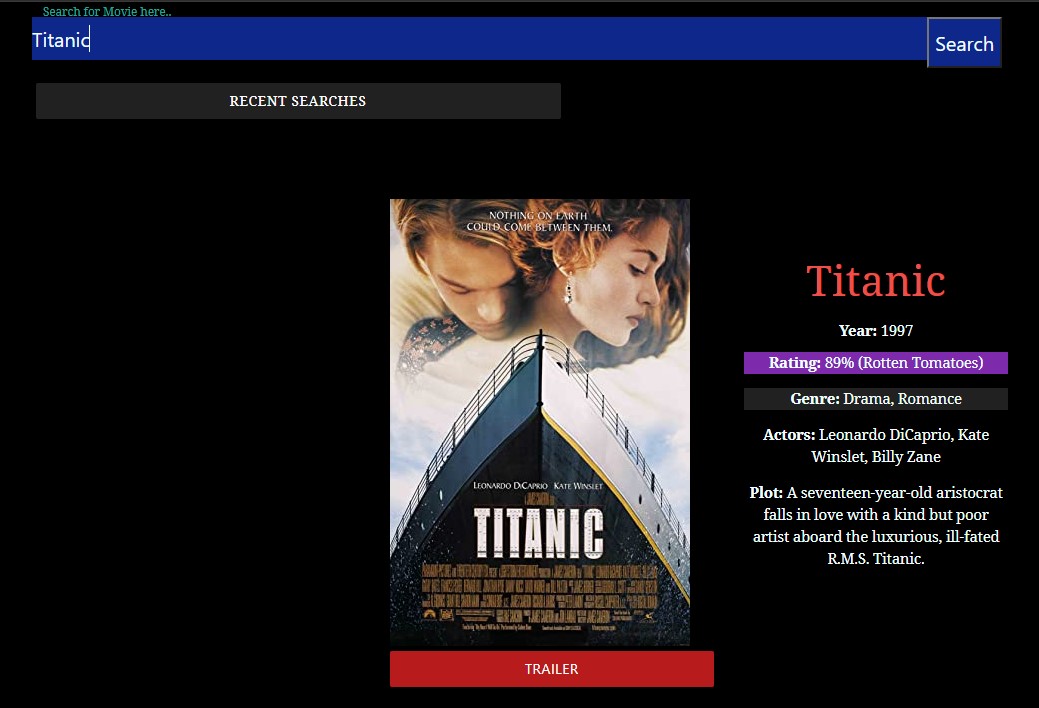 Search for Movie here..
Titanic
Search
RECENT SEARCHES
NOTHING ON EARTH
COULD COME BETWEEN THEM.
LEONARDO DICAPRIO KATE WINSLET
TITANIC
TRAILER
Titanic
Year: 1997
Rating: 89% (Rotten Tomatoes)
Genre: Drama, Romance
Actors: Leonardo DiCaprio, Kate
Winslet, Billy Zane
Plot: A seventeen-year-old aristocrat
falls in love with a kind but poor
artist aboard the luxurious, ill-fated
R.M.S. Titanic.